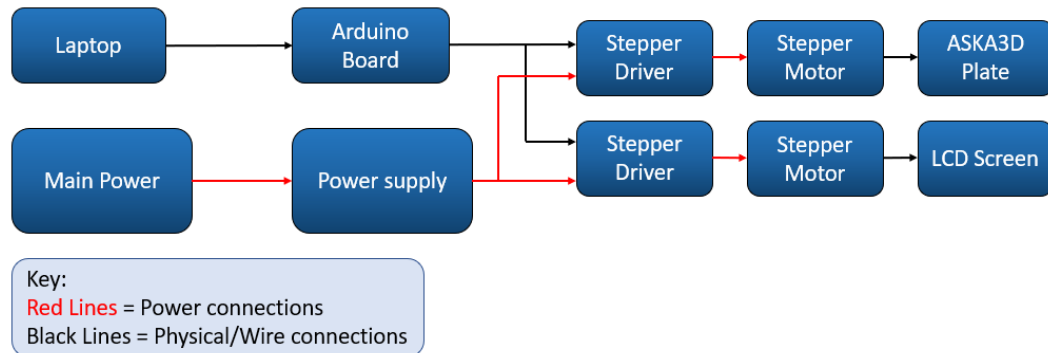 Laptop
Arduino
Board
Stepper
Driver
Stepper
Motor
ASKA3D
Plate
Main Power
Power supply
Stepper
Driver
Stepper
Motor
LCD Screen
Key:
Red Lines = Power connections
Black Lines = Physical/Wire connections